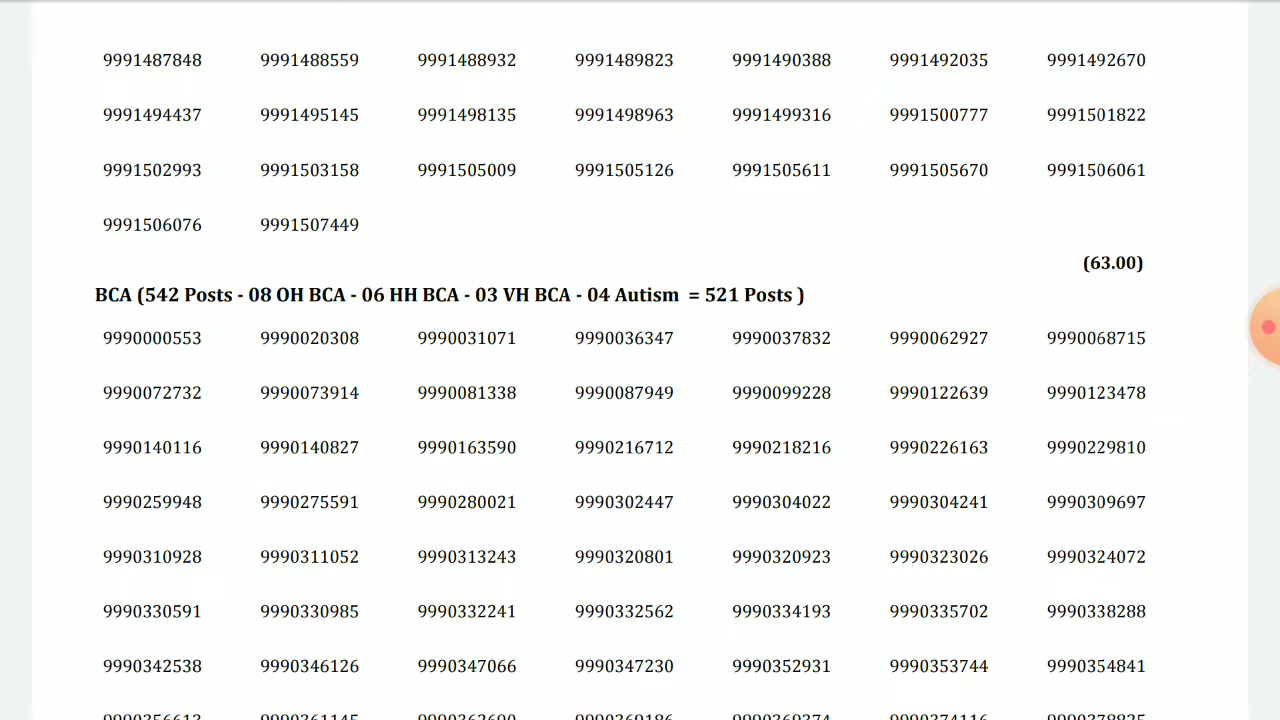 9991487848 9991488559 9991488932 9991489823 9991490388 9991492035 9991492670
9991494437 9991495145 9991498135 9991498963 9991499316 9991500777 9991501822
9991502993 9991503158 9991505009 9991505126 9991505611 9991505670 9991506061
9991506076 9991507449
(63.00)
BCA (542 Posts - 08 OH BCA - 06 HH BCA - 03 VH BCA - 04 Autism = 521 Posts )
9990000553 9990020308 9990031071 9990036347 9990037832 9990062927 9990068715
9990072732 9990073914 9990081338 9990087949 9990099228 9990122639 9990123478
9990140116 9990140827 9990163590 9990216712 9990218216 9990226163 9990229810
9990259948 9990275591 9990280021 9990302447 9990304022 9990304241 9990309697
9990310928 9990311052 9990313243 9990320801 9990320923 9990323026 9990324072
9990330591 9990330985 9990332241 9990332562 9990334193 9990335702 9990338288
9990342538 9990346126 9990347066 9990347230 9990352931 9990353744 9990354841